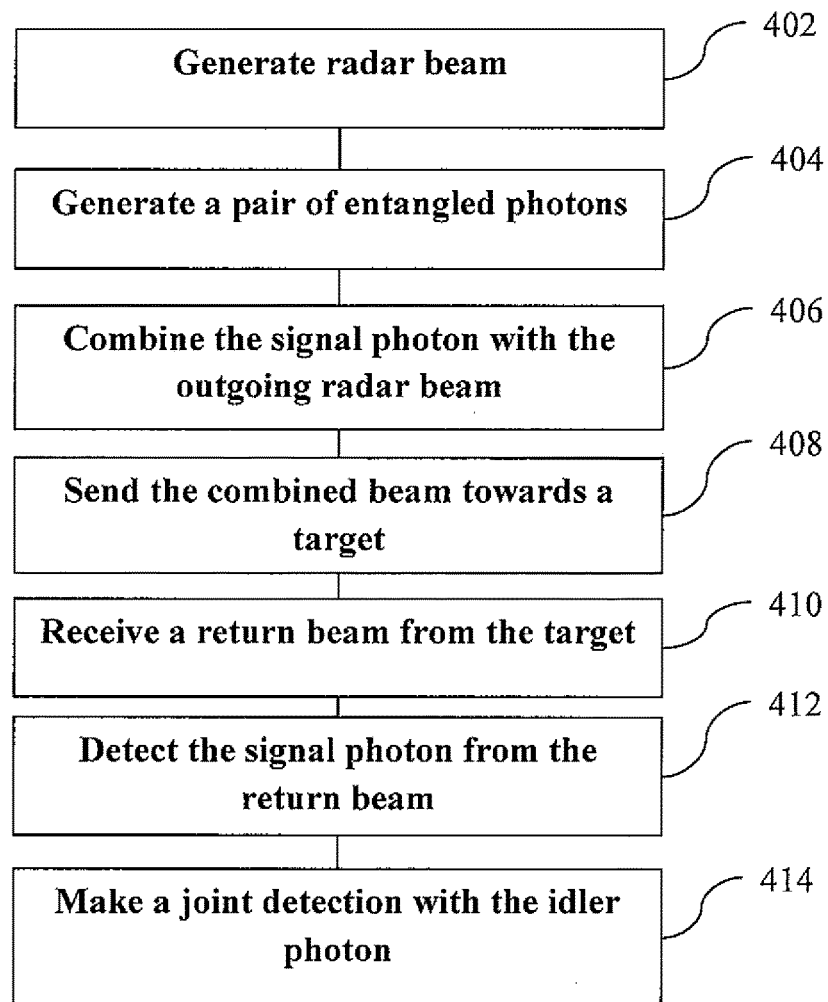 402
Generate radar beam
404
Generate a pair of entangled photons
406
Combine the signal photon with the
outgoing radar beam
408
Send the combined beam towards a
target
410
Receive a return beam from the target
412
Detect the signal photon from the
return beam
414
Make a joint detection with the idler
photon